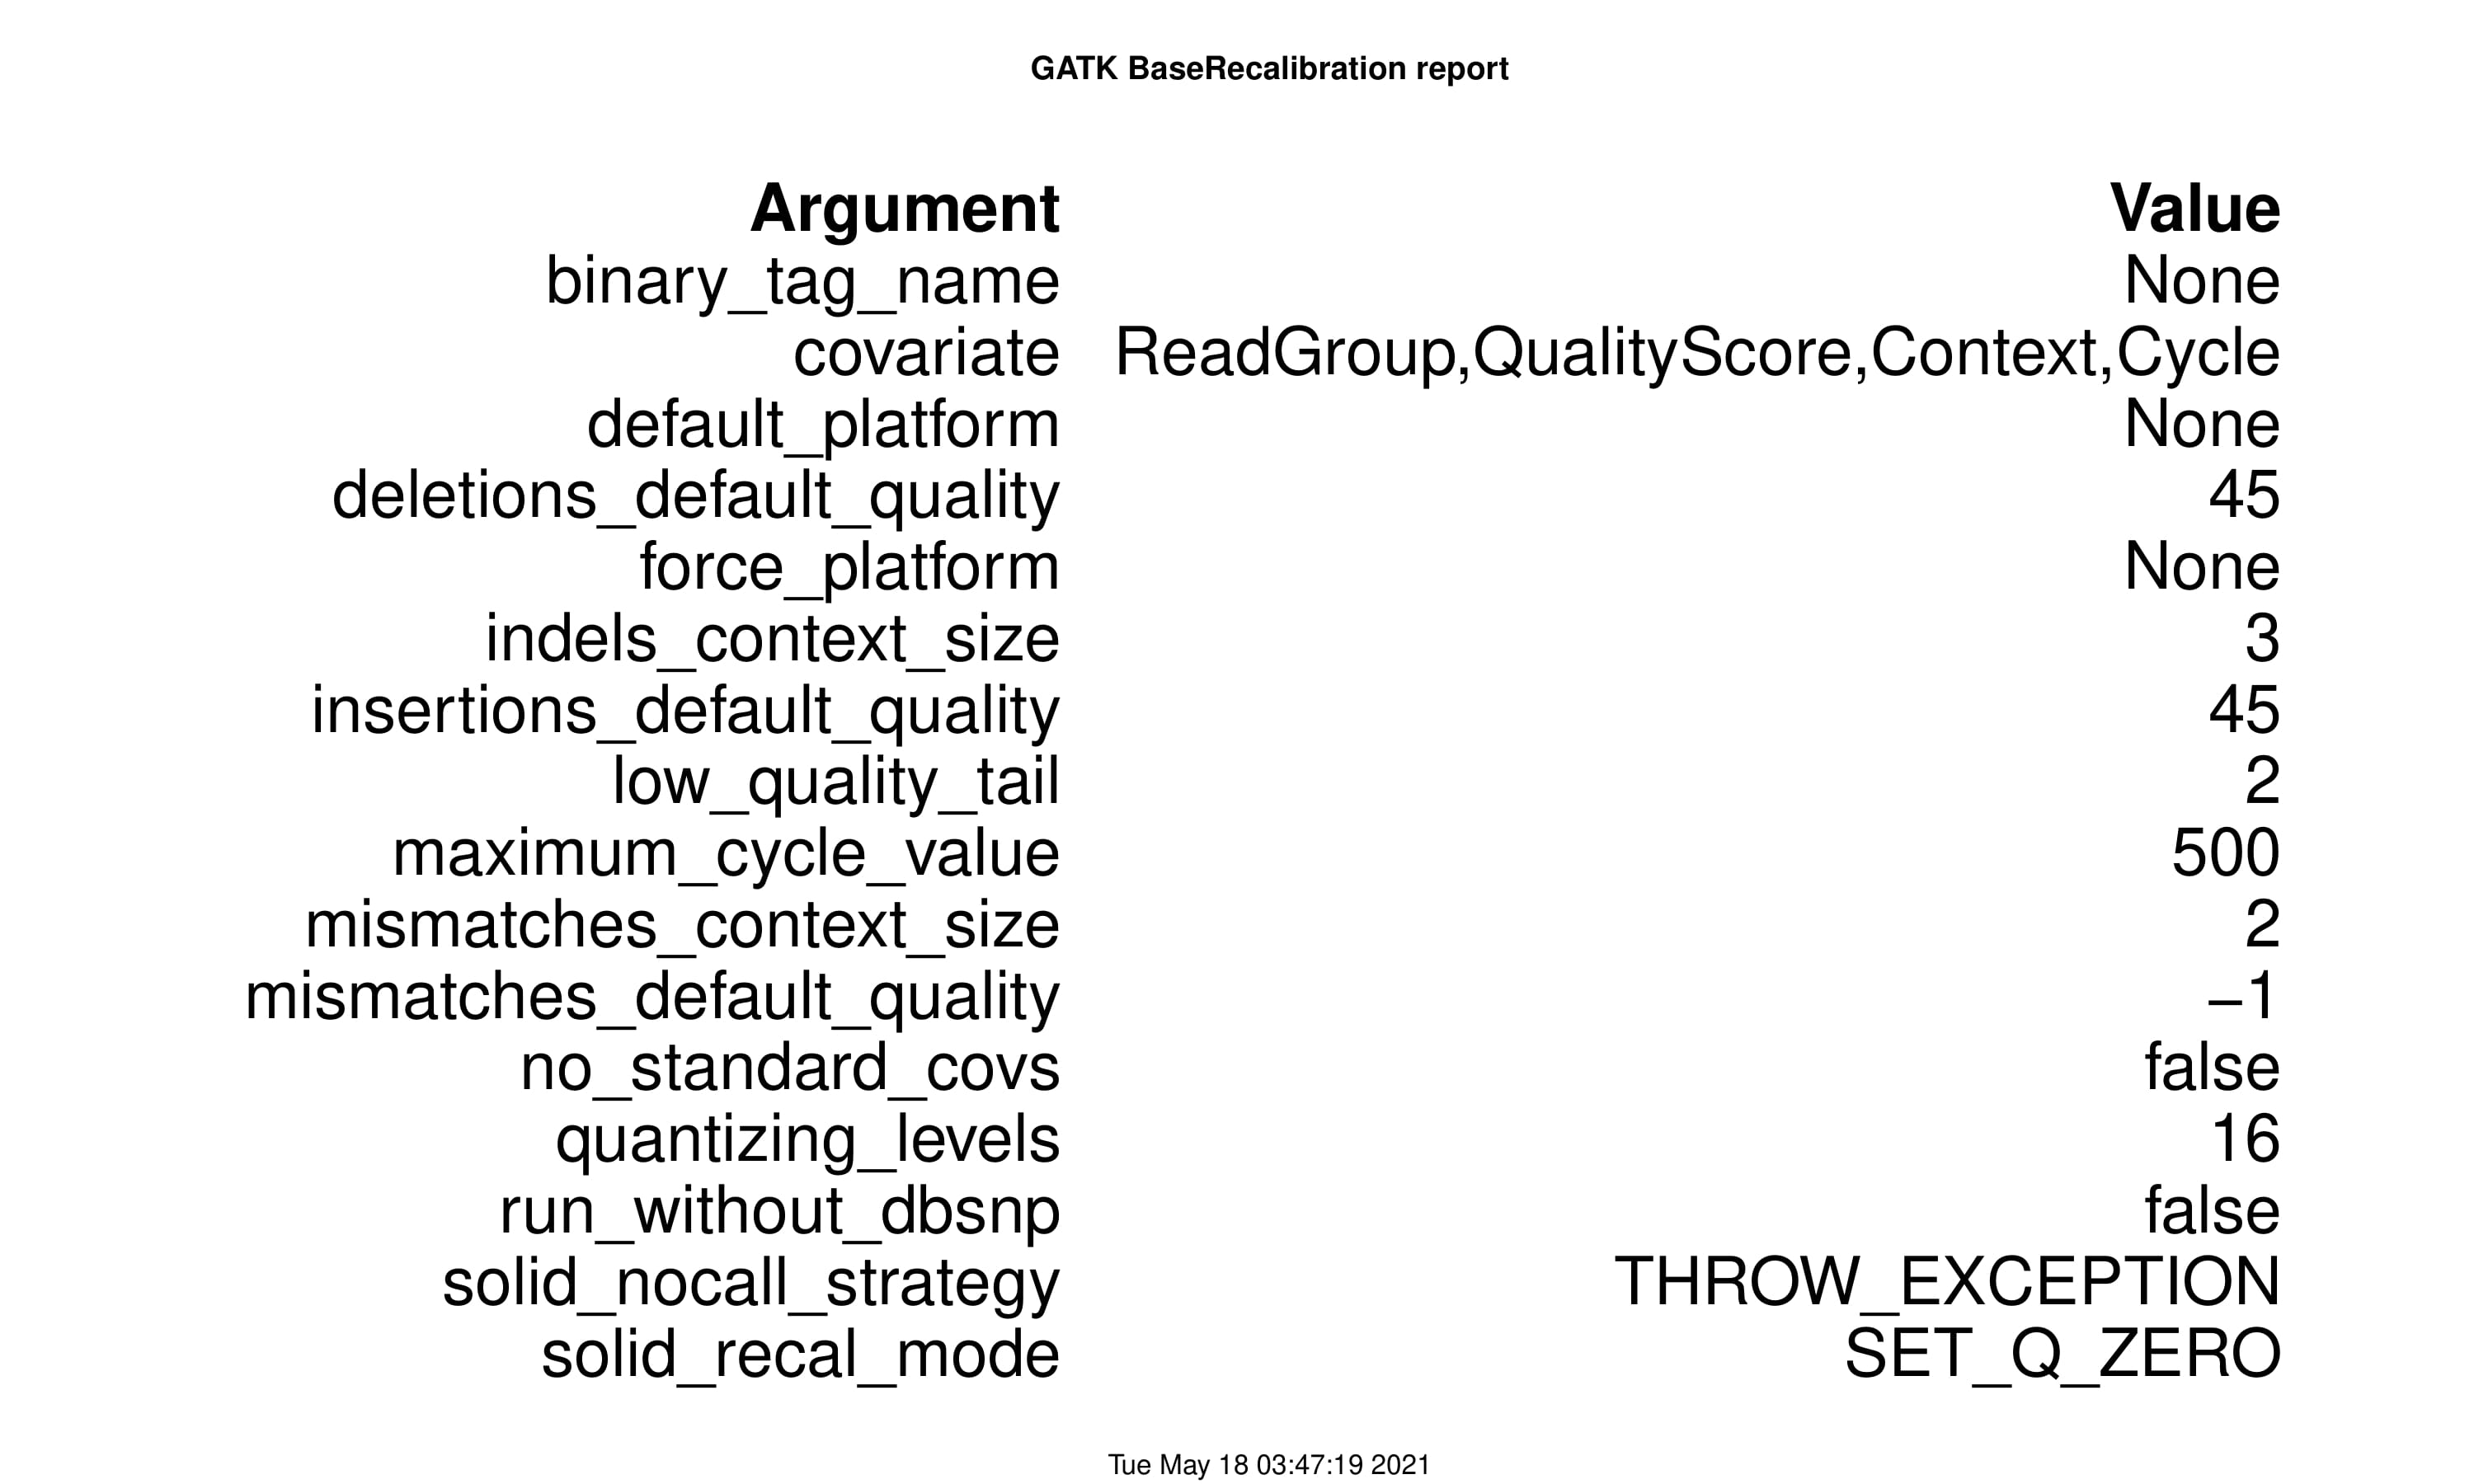 GATK BaseRecalibration report
Argument Value
binary_tag_name None
covariate ReadGroup,QualityScore,Context,Cycle
default_platform None
deletions_default_quality 45
force_platform None
indels_context_size 3
insertions_default_quality 45
low_quality_tail 2
maximum_cycle_value 500
mismatches_context_size 2
mismatches_default_quality −1
no_standard_covs false
quantizing_levels 16
run_without_dbsnp false
solid_nocall_strategy THROW_EXCEPTION
solid_recal_mode SET_Q_ZERO
Tue May 18 03:47:19 2021